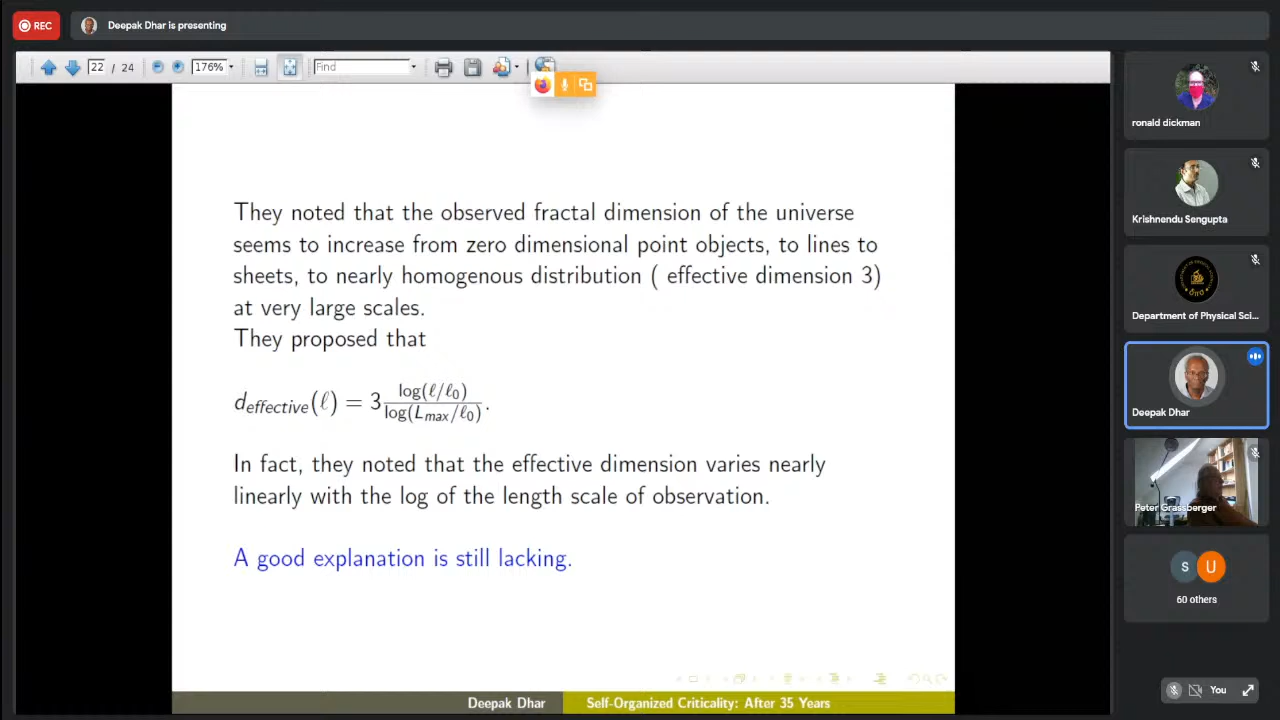 REC
Deepak Dhar is presenting
22 / 24
176%
Find
They noted that the observed fractal dimension of the universe
seems to increase from zero dimensional point objects, to lines to
sheets, to nearly homogenous distribution ( effective dimension 3)
at very large scales.
They proposed that
d_effective(ℓ) = 3 log(ℓ/ℓ₀) / log(L_max/ℓ₀).
In fact, they noted that the effective dimension varies nearly
linearly with the log of the length scale of observation.
A good explanation is still lacking.
Deepak Dhar
Self-Organized Criticality: After 35 Years
ronald dickman
Krishnendu Sengupta
Department of Physical Sci...
Deepak Dhar
Peter Grassberger
S
U
60 others
You